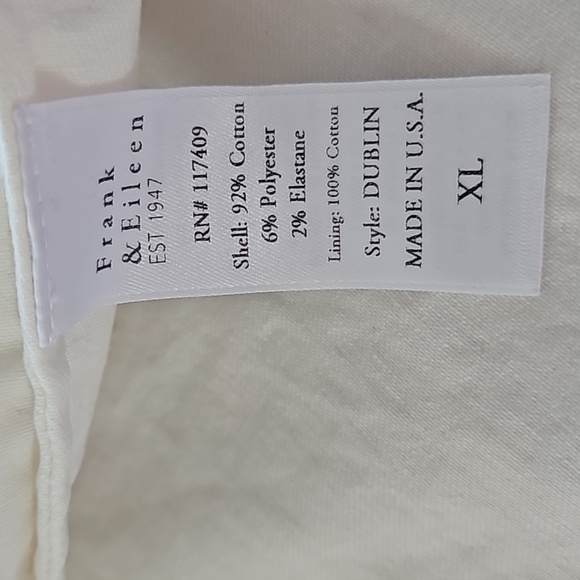 Frank
& Eileen
EST 1947
RN# 117409
Shell: 92% Cotton
6% Polyester
2% Elastane
Lining: 100% Cotton
Style: DUBLIN
MADE IN U.S.A.
XL